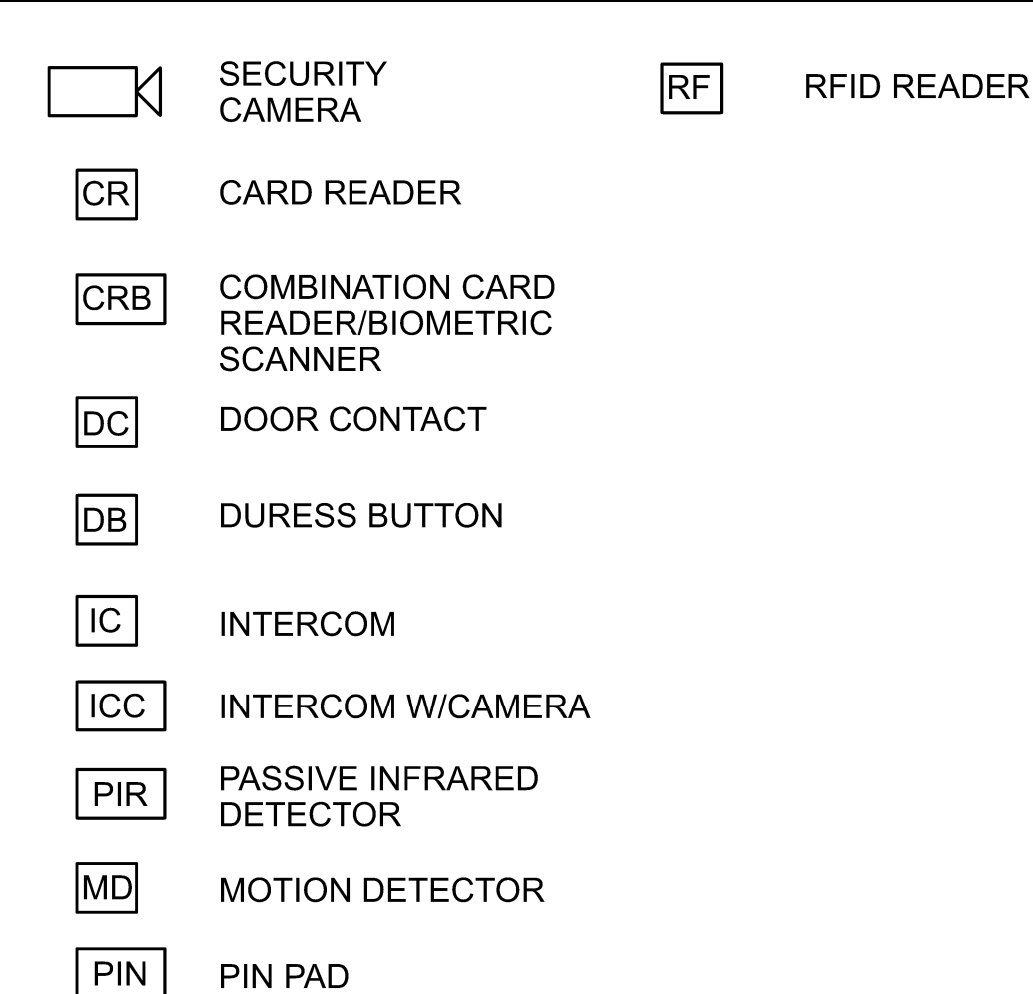 SECURITY
CAMERA
RF RFID READER
CR CARD READER
CRB COMBINATION CARD
READER/BIOMETRIC
SCANNER
DC DOOR CONTACT
DB DURESS BUTTON
IC INTERCOM
ICC INTERCOM W/CAMERA
PIR PASSIVE INFRARED
DETECTOR
MD MOTION DETECTOR
PIN PIN PAD